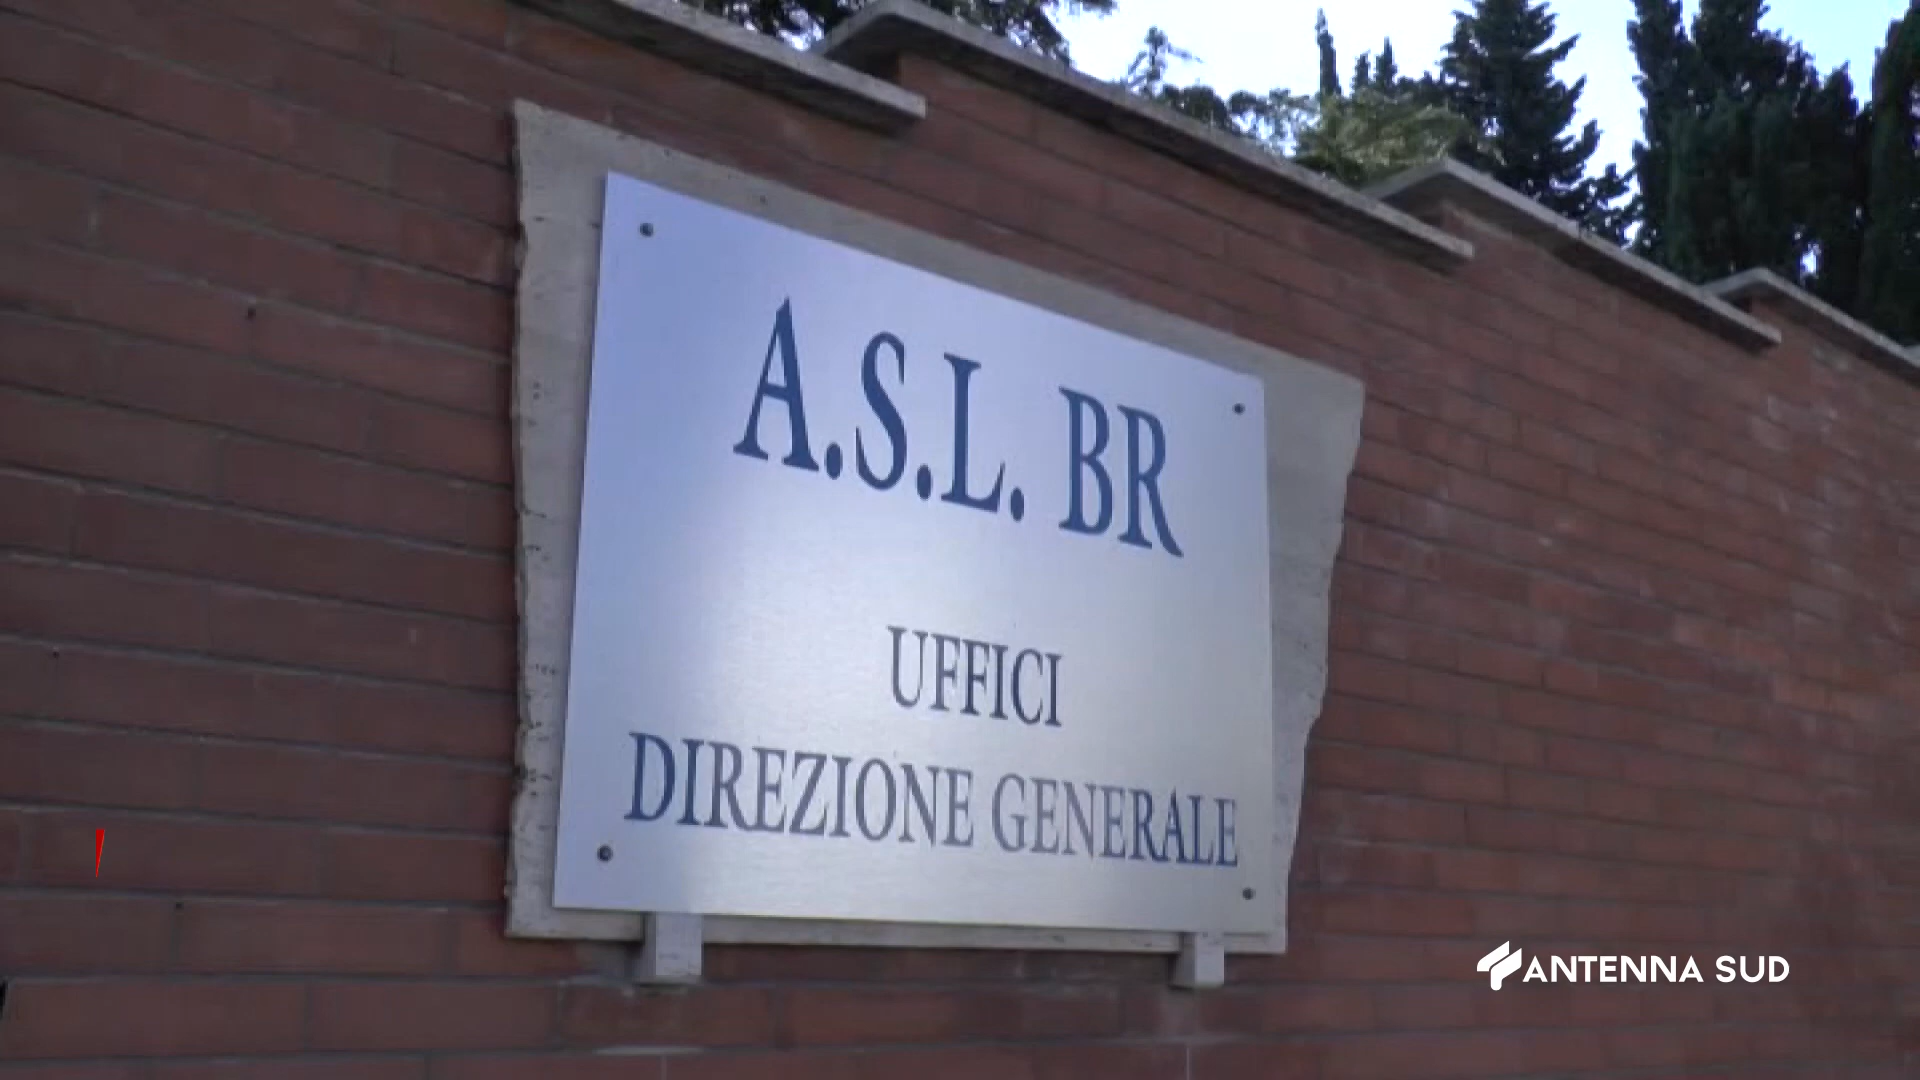 A.S.L. BR
UFFICI
DIREZIONE GENERALE
ANTENNA SUD